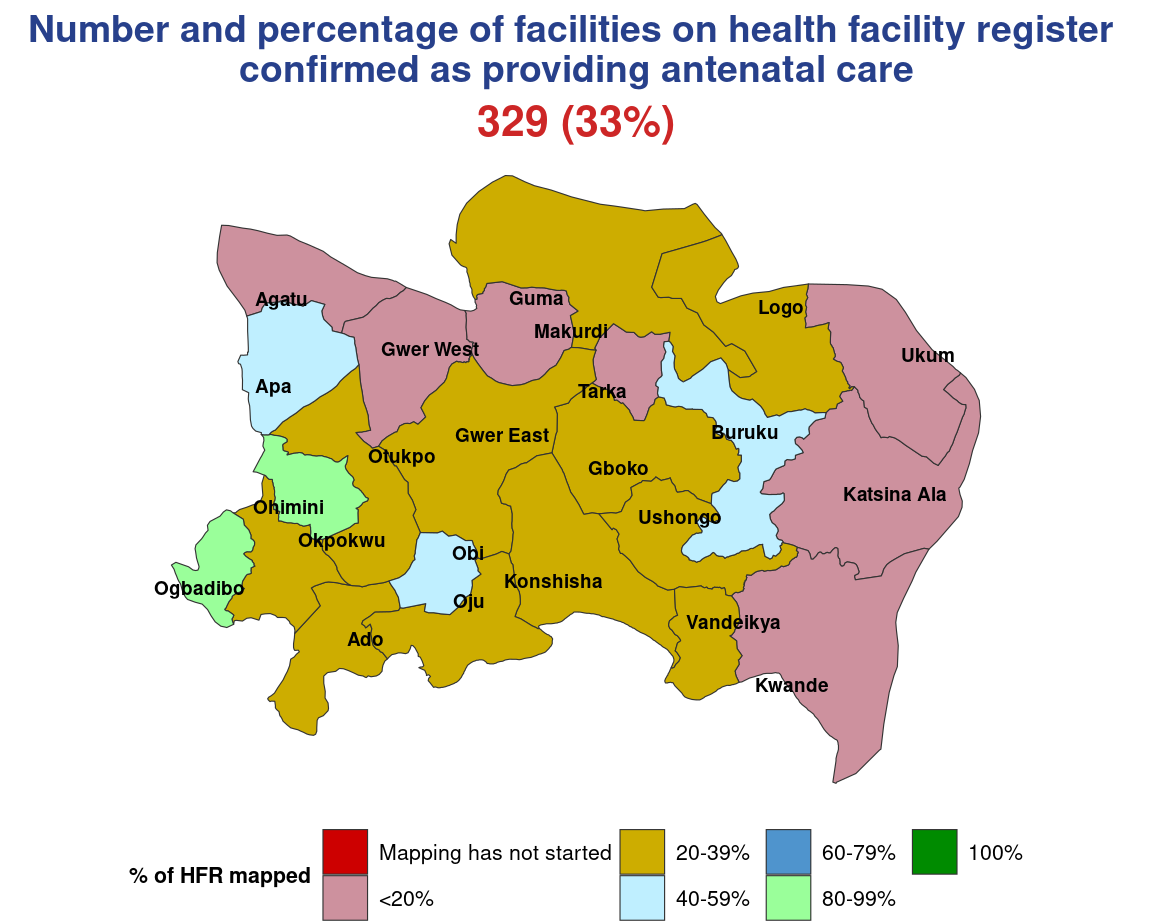 Number and percentage of facilities on health facility register
confirmed as providing antenatal care
329 (33%)
Agatu
Guma
Logo
Makurdi
Gwer West
Ukum
Apa
Tarka
Buruku
Gwer East
Otukpo
Gboko
Katsina Ala
Ohimini
Ushongo
Okpokwu
Obi
Konshisha
Ogbadibo
Oju
Vandeikya
Ado
Kwande
% of HFR mapped
Mapping has not started
<20%
20-39%
40-59%
60-79%
80-99%
100%